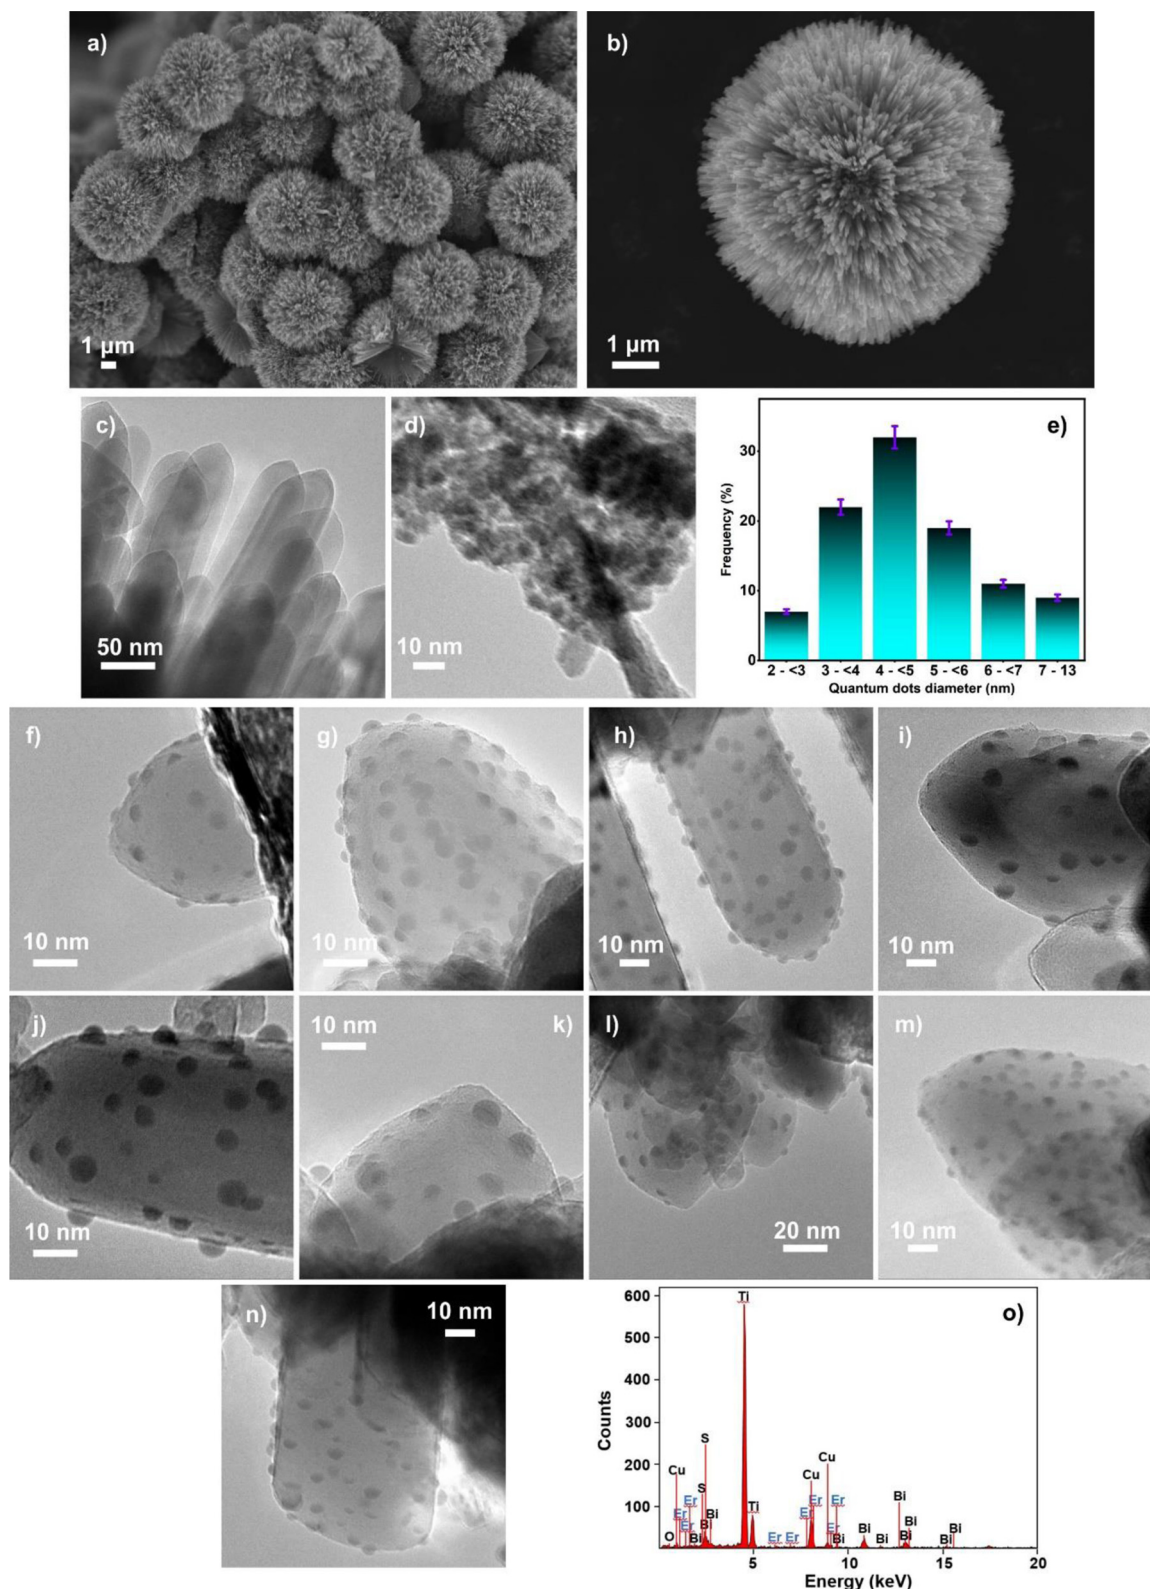 a)
b)
1 µm
1 µm
c)
d)
e)
50 nm
10 nm
Frequency (%)
30
20
10
0
2 - <3 3 - <4 4 - <5 5 - <6 6 - <7 7 - 13
Quantum dots diameter (nm)
f)
g)
h)
i)
10 nm
10 nm
10 nm
10 nm
j)
10 nm
k)
l)
m)
10 nm
20 nm
10 nm
n)
10 nm
o)
Counts
600
500
400
300
200
100
Ti
S
Cu
Er
Er
Er
S
Bi
Bi
Bi
O
Ti
Er
Er
Cu
Er
Er
Cu
Er
Er
Bi
Bi
Bi
Bi
Bi
Bi
Bi
Bi
5 10 15 20
Energy (keV)